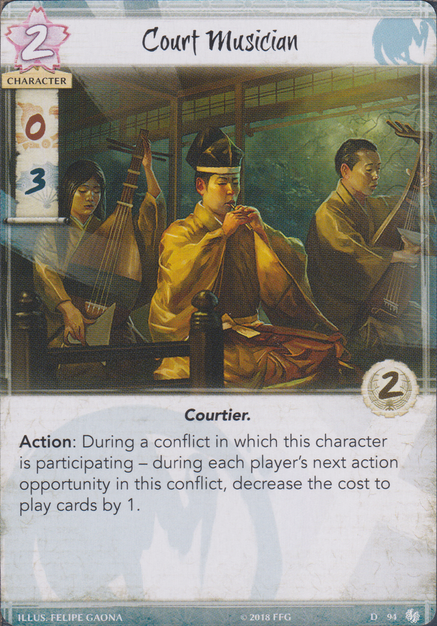 2
Court Musician
CHARACTER
0
3
2
Courtier.
Action: During a conflict in which this character
is participating – during each player's next action
opportunity in this conflict, decrease the cost to
play cards by 1.
ILLUS. FELIPE GAONA © 2018 FFG D 94